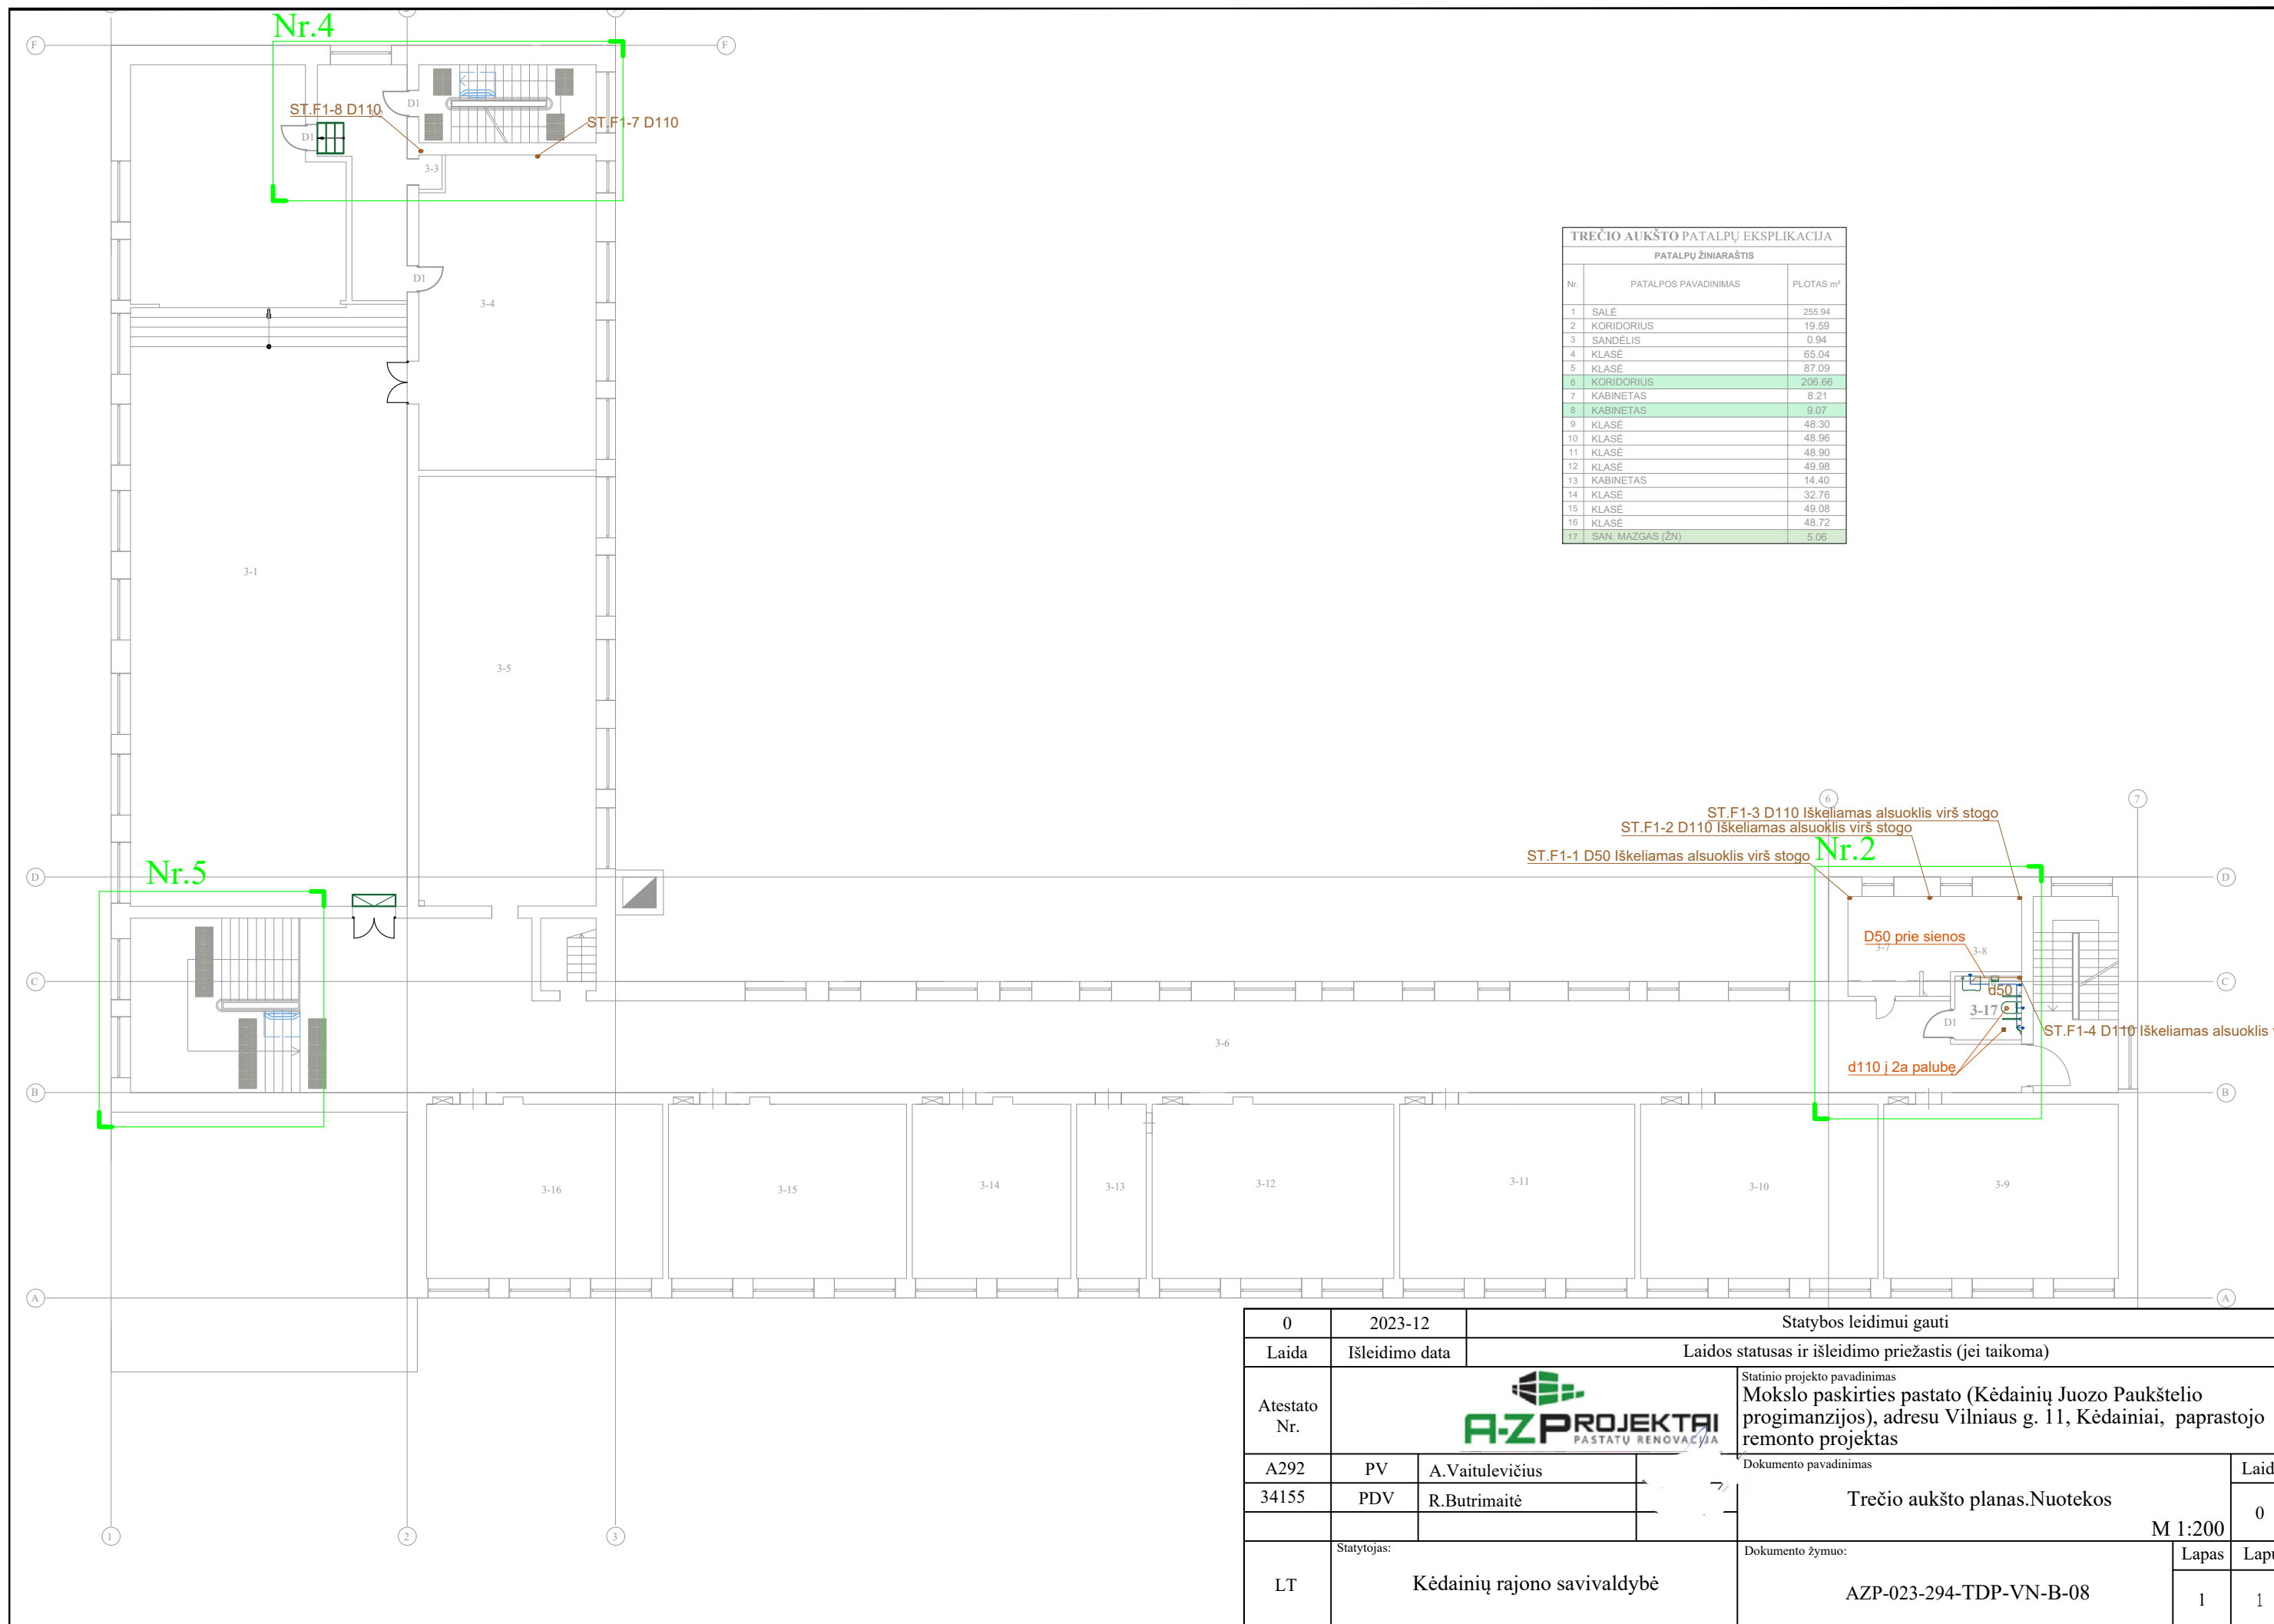 Nr.4
F
F
ST.F1-8 D110
D1
D1
ST.F1-7 D110
3-3
D1
3-4
TREČIO AUKŠTO PATALPŲ EKSPLIKACIJA
PATALPŲ ŽINIARAŠTIS
Nr. PATALPOS PAVADINIMAS PLOTAS m²
1 SALĖ 255.94
2 KORIDORIUS 19.59
3 SANDĖLIS 0.94
4 KLASĖ 65.04
5 KLASĖ 87.09
6 KORIDORIUS 206.66
7 KABINETAS 8.21
8 KABINETAS 9.07
9 KLASĖ 48.30
10 KLASĖ 48.96
11 KLASĖ 48.90
12 KLASĖ 49.98
13 KABINETAS 14.40
14 KLASĖ 32.76
15 KLASĖ 49.08
16 KLASĖ 48.72
17 SAN. MAZGAS (ŽN) 5.06
3-1
3-5
6
7
ST.F1-3 D110 Iškeliamas alsuoklis virš stogo
ST.F1-2 D110 Iškeliamas alsuoklis virš stogo
ST.F1-1 D50 Iškeliamas alsuoklis virš stogo
Nr.2
Nr.5
D
D
D50 prie sienos
3-7
3-8
C
C
d50
3-17
D1
ST.F1-4 D110 Iškeliamas alsuoklis
3-6
d110 į 2a palubę
B
B
3-16
3-15
3-14
3-13
3-12
3-11
3-10
3-9
A
A
1
2
3
0 2023-12 Statybos leidimui gauti
Laida Išleidimo data Laidos statusas ir išleidimo priežastis (jei taikoma)
Atestato
Nr.
A-Z PROJEKTAI
PASTATŲ RENOVACIJA
Statinio projekto pavadinimas
Mokslo paskirties pastato (Kėdainių Juozo Paukštelio
progimanzijos), adresu Vilniaus g. 11, Kėdainiai, paprastojo
remonto projektas
A292 PV A.Vaitulevičius
34155 PDV R.Butrimaitė
Dokumento pavadinimas
Trečio aukšto planas.Nuotekos
M 1:200
Laid
0
LT
Statytojas:
Kėdainių rajono savivaldybė
Dokumento žymuo:
AZP-023-294-TDP-VN-B-08
Lapas Lapų
1 1